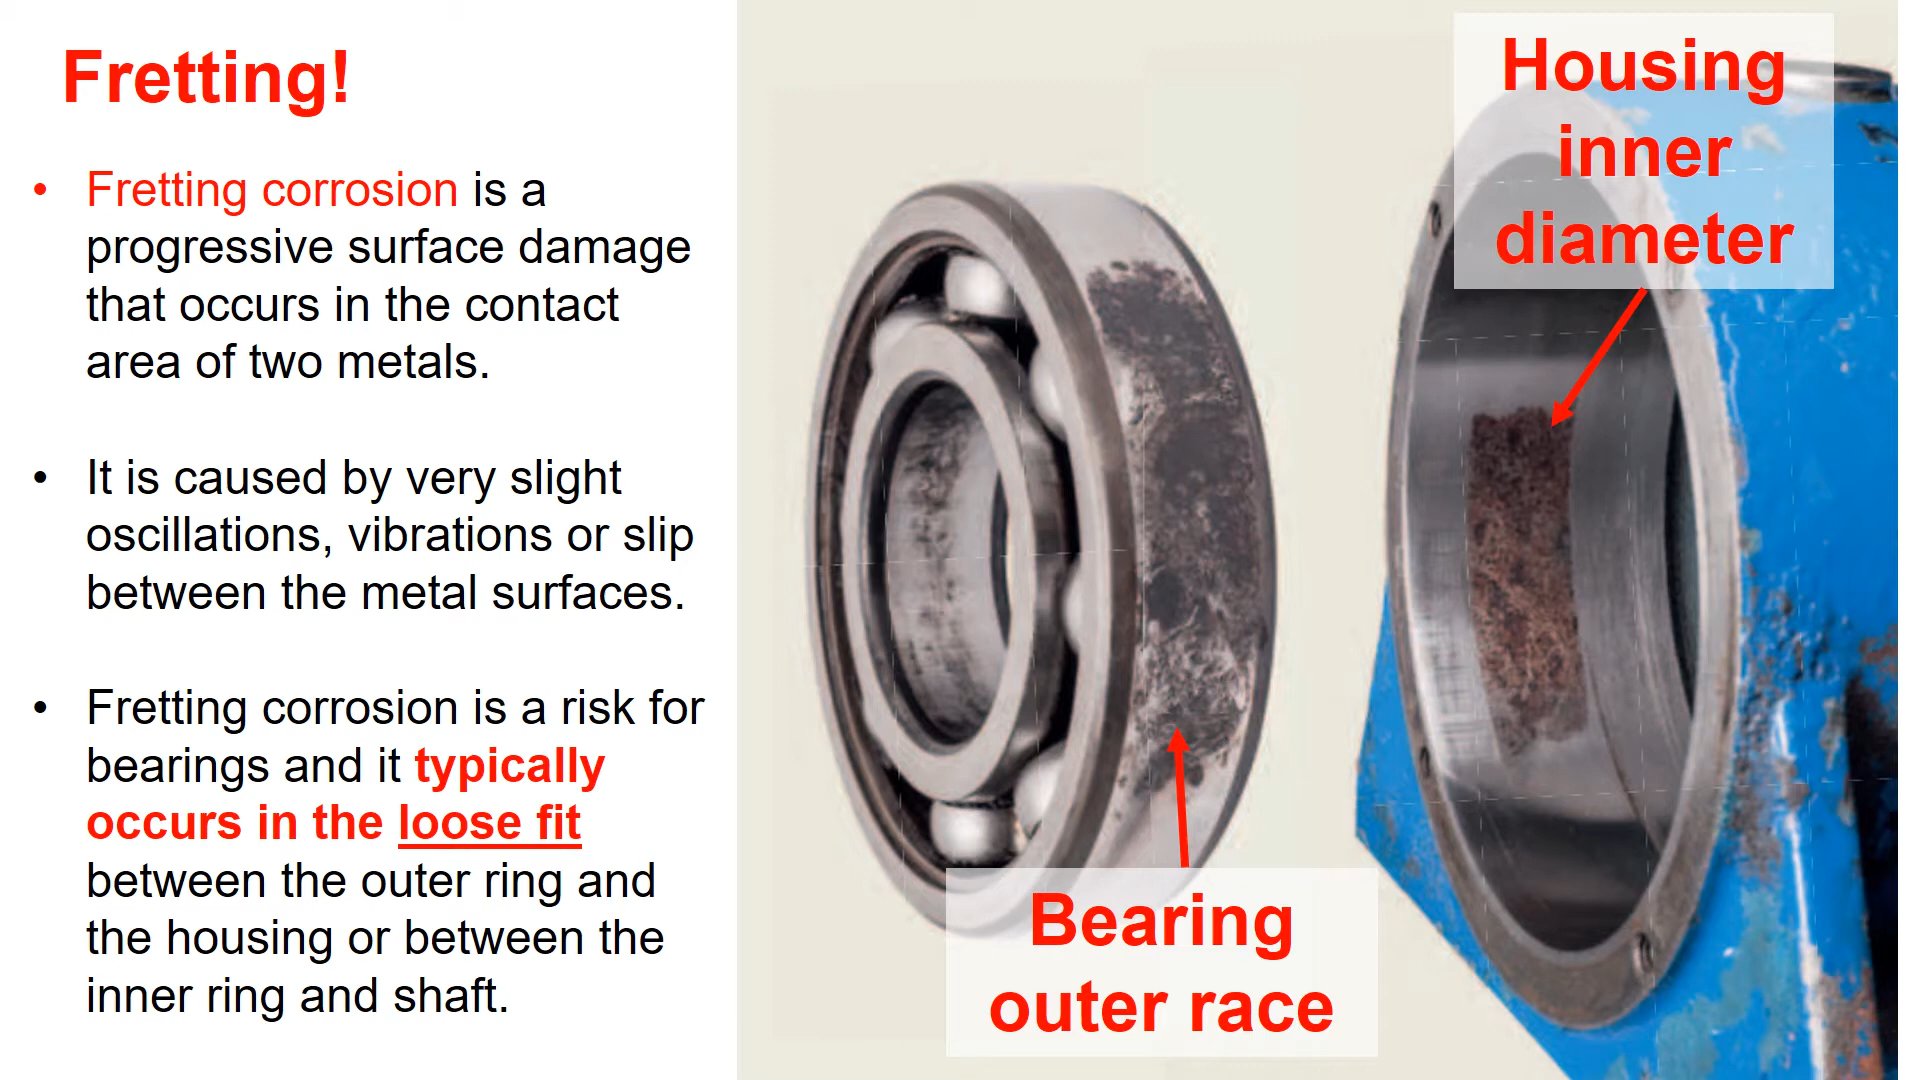 Fretting!
• Fretting corrosion is a
progressive surface damage
that occurs in the contact
area of two metals.
• It is caused by very slight
oscillations, vibrations or slip
between the metal surfaces.
• Fretting corrosion is a risk for
bearings and it typically
occurs in the loose fit
between the outer ring and
the housing or between the
inner ring and shaft.
Housing
inner
diameter
Bearing
outer race